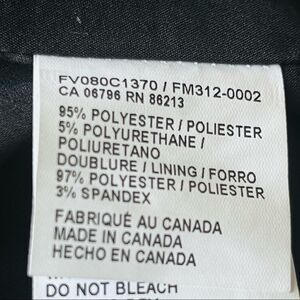 FV080C1370 / FM312-0002
CA 06796 RN 86213
95% POLYESTER / POLIESTER
5% POLYURETHANE /
POLIURETANO
DOUBLURE / LINING / FORRO
97% POLYESTER / POLIESTER
3% SPANDEX
FABRIQUÉ AU CANADA
MADE IN CANADA
HECHO EN CANADA
DO NOT BLEACH